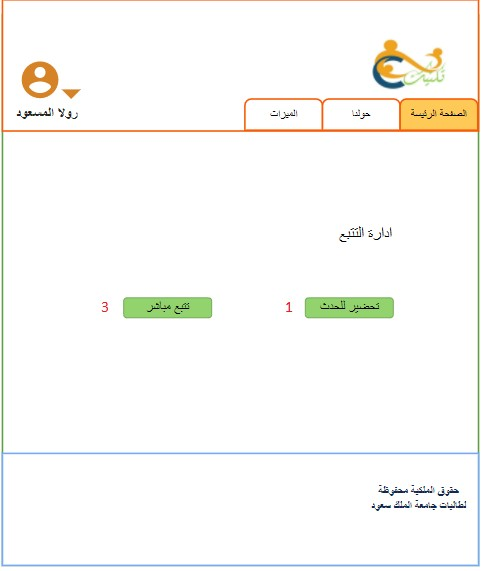 رولا المسعود
الصفحة الرئيسة
حولنا
الميزات
ادارة التتبع
تحضير للحدث
1
تتبع مباشر
3
حقوق الملكية محفوظة
لطالبات جامعة الملك سعود